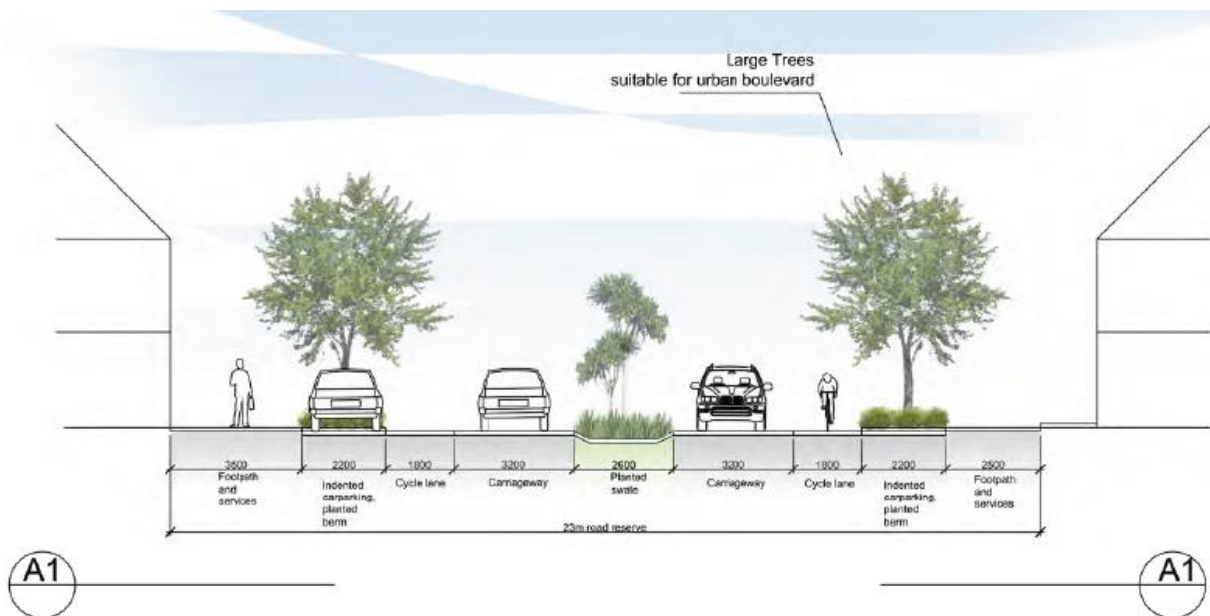 Large Trees
suitable for urban boulevard
3500
2200
1800
3200
2600
3200
1800
2200
2500
Footpath
and
services
Indented
carparking,
planted
berm
Cycle lane
Carriageway
Planted
swale
Carriageway
Cycle lane
Indented
carparking,
planted
berm
Footpath
and
services
23m road reserve
A1
A1